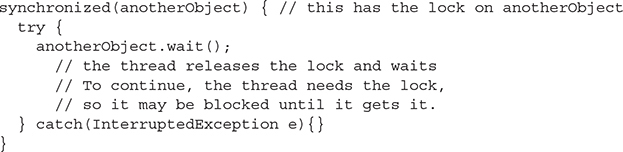 synchronized(anotherObject) { // this has the lock on anotherObject
  try {
    anotherObject.wait();
      // the thread releases the lock and waits
      // To continue, the thread needs the lock,
      // so it may be blocked until it gets it.
  } catch(InterruptedException e){}
}